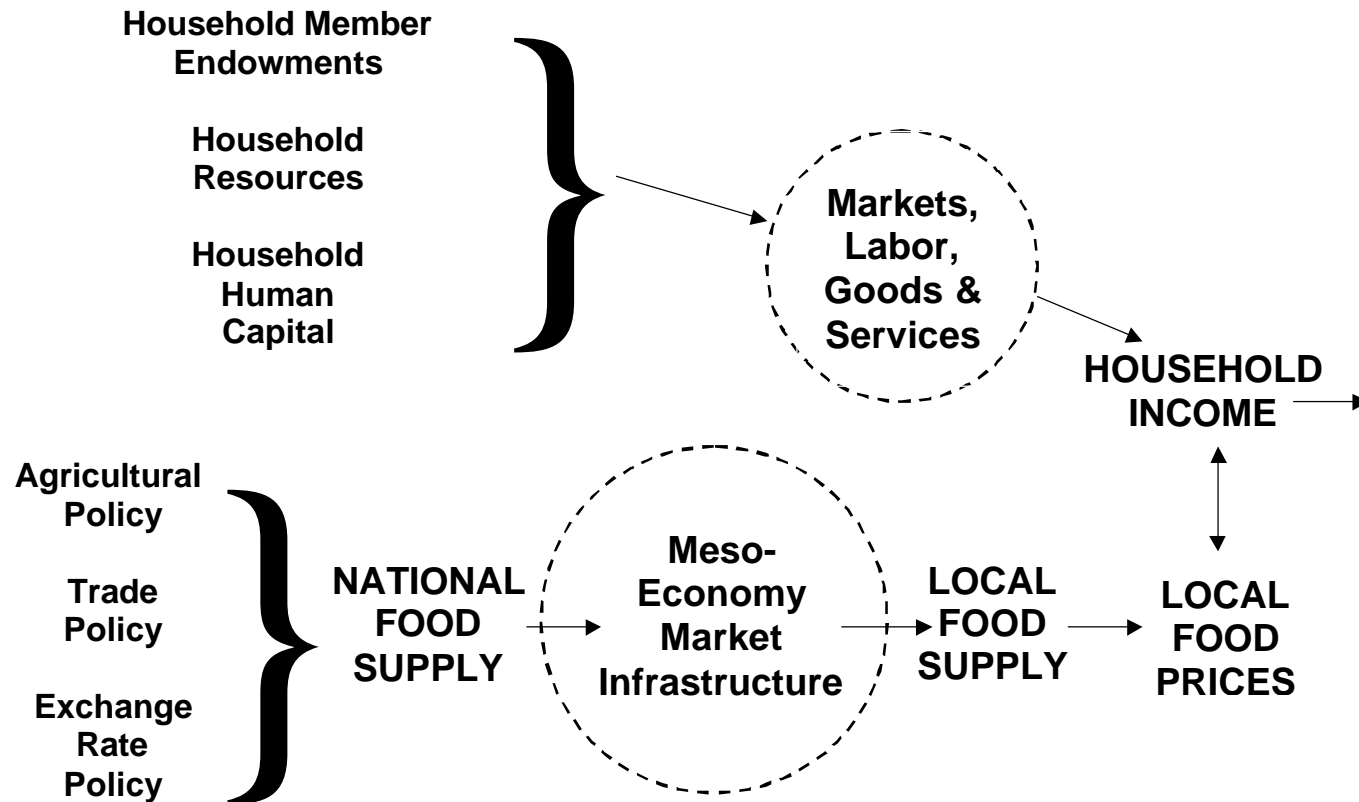 Household Member
Endowments
Household
Resources
Household
Human
Capital
Markets,
Labor,
Goods &
Services
HOUSEHOLD
INCOME
Agricultural
Policy
Trade
Policy
Exchange
Rate
Policy
NATIONAL
FOOD
SUPPLY
Meso-
Economy
Market
Infrastructure
LOCAL
FOOD
SUPPLY
LOCAL
FOOD
PRICES